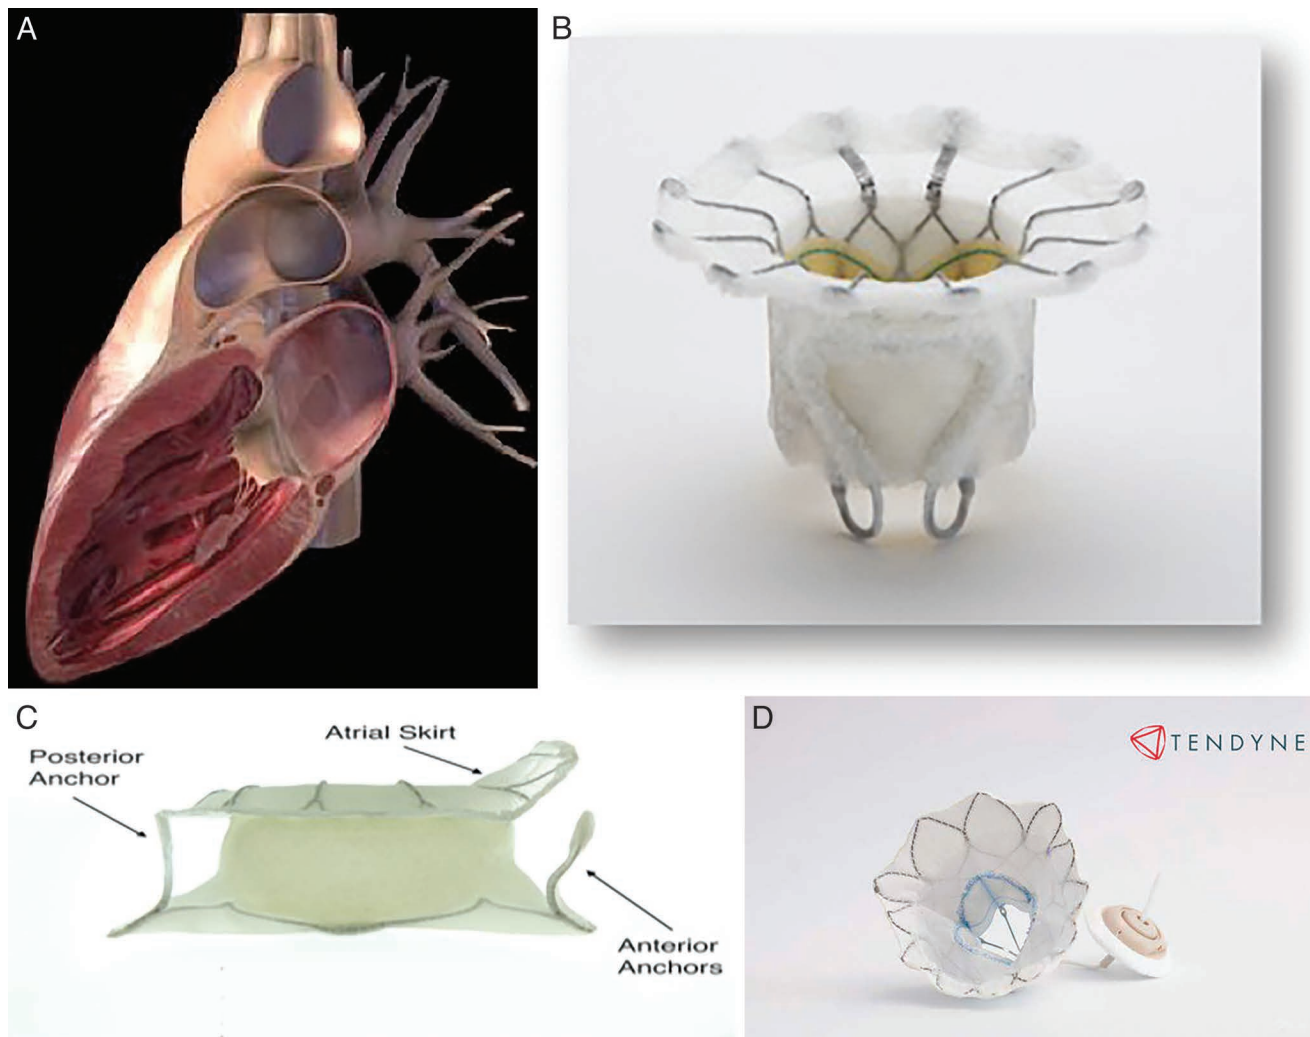 A
B
C
Posterior
Anchor
Atrial Skirt
Anterior
Anchors
D
TENDYNE